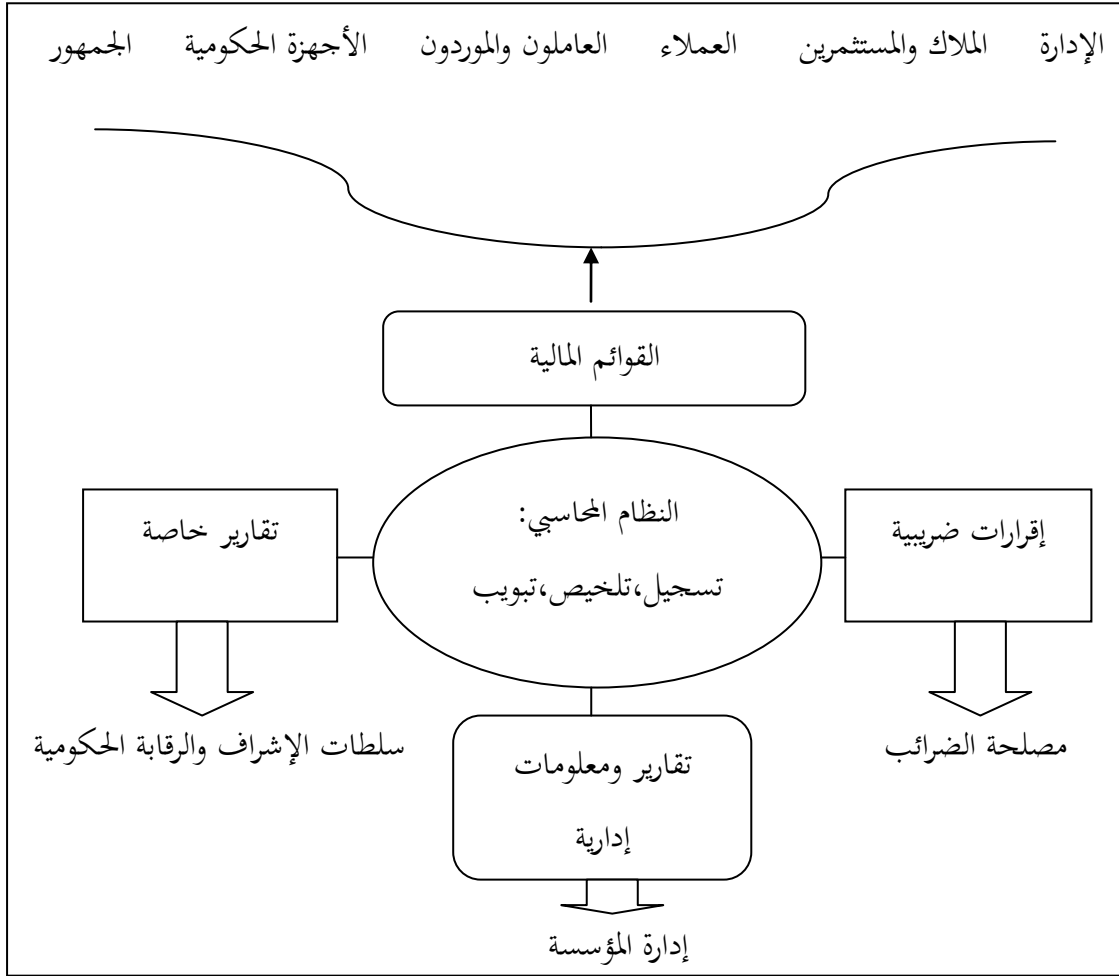 الإدارة الملاك والمستثمرين العملاء العاملون والموردون الأجهزة الحكومية الجمهور
القوائم المالية
النظام المحاسبي:
تسجيل،تلخيص،تبويب
إقرارات ضريبية
تقارير خاصة
مصلحة الضرائب
سلطات الإشراف والرقابة الحكومية
تقارير ومعلومات
إدارية
إدارة المؤسسة